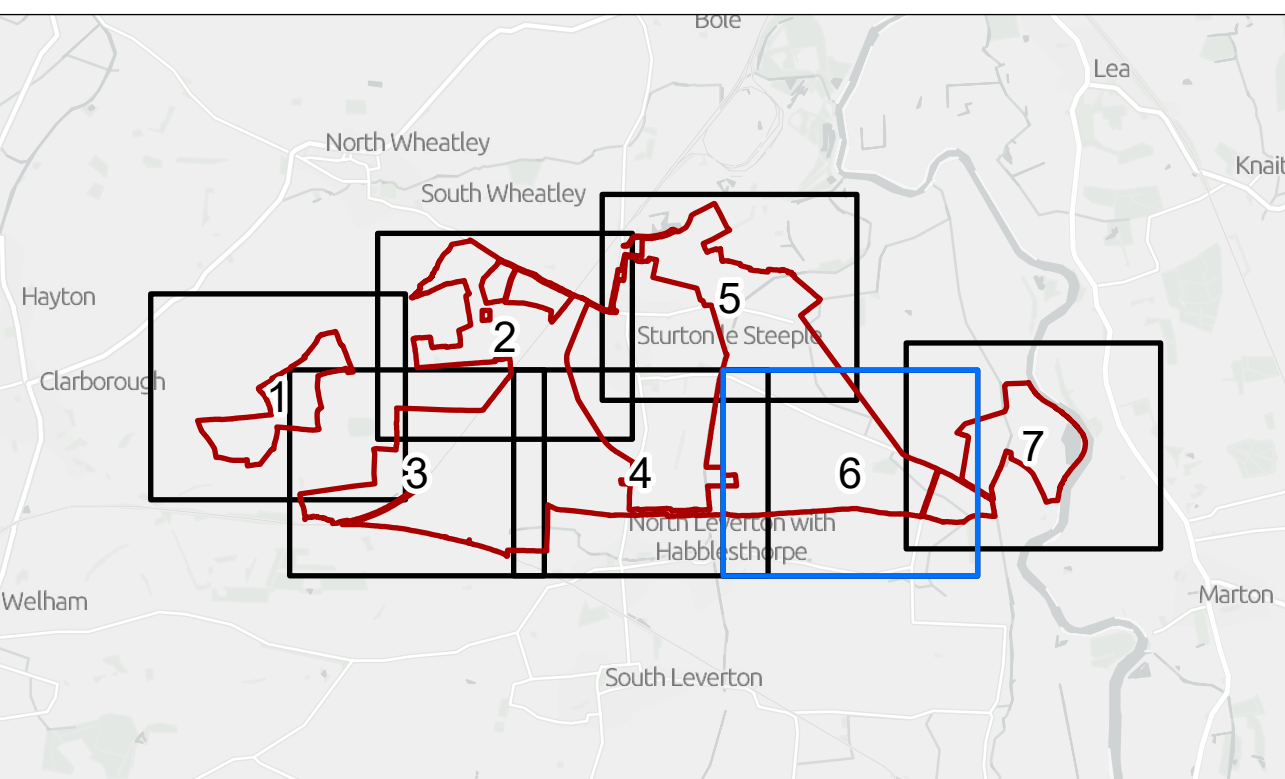 Bole
Lea
North Wheatley
Knait
South Wheatley
Hayton
5
Sturton le Steeple
2
Clarborough
1
7
3
4
6
North Leverton with
Habblesthorpe
Welham
Marton
South Leverton